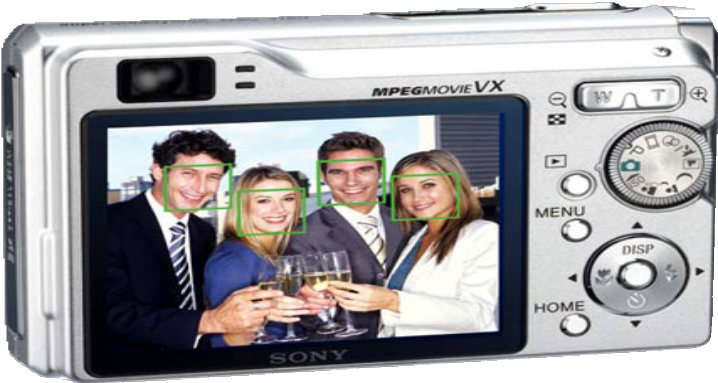 MPEGMOVIE VX
W T
MENU
DISP
HOME
SONY